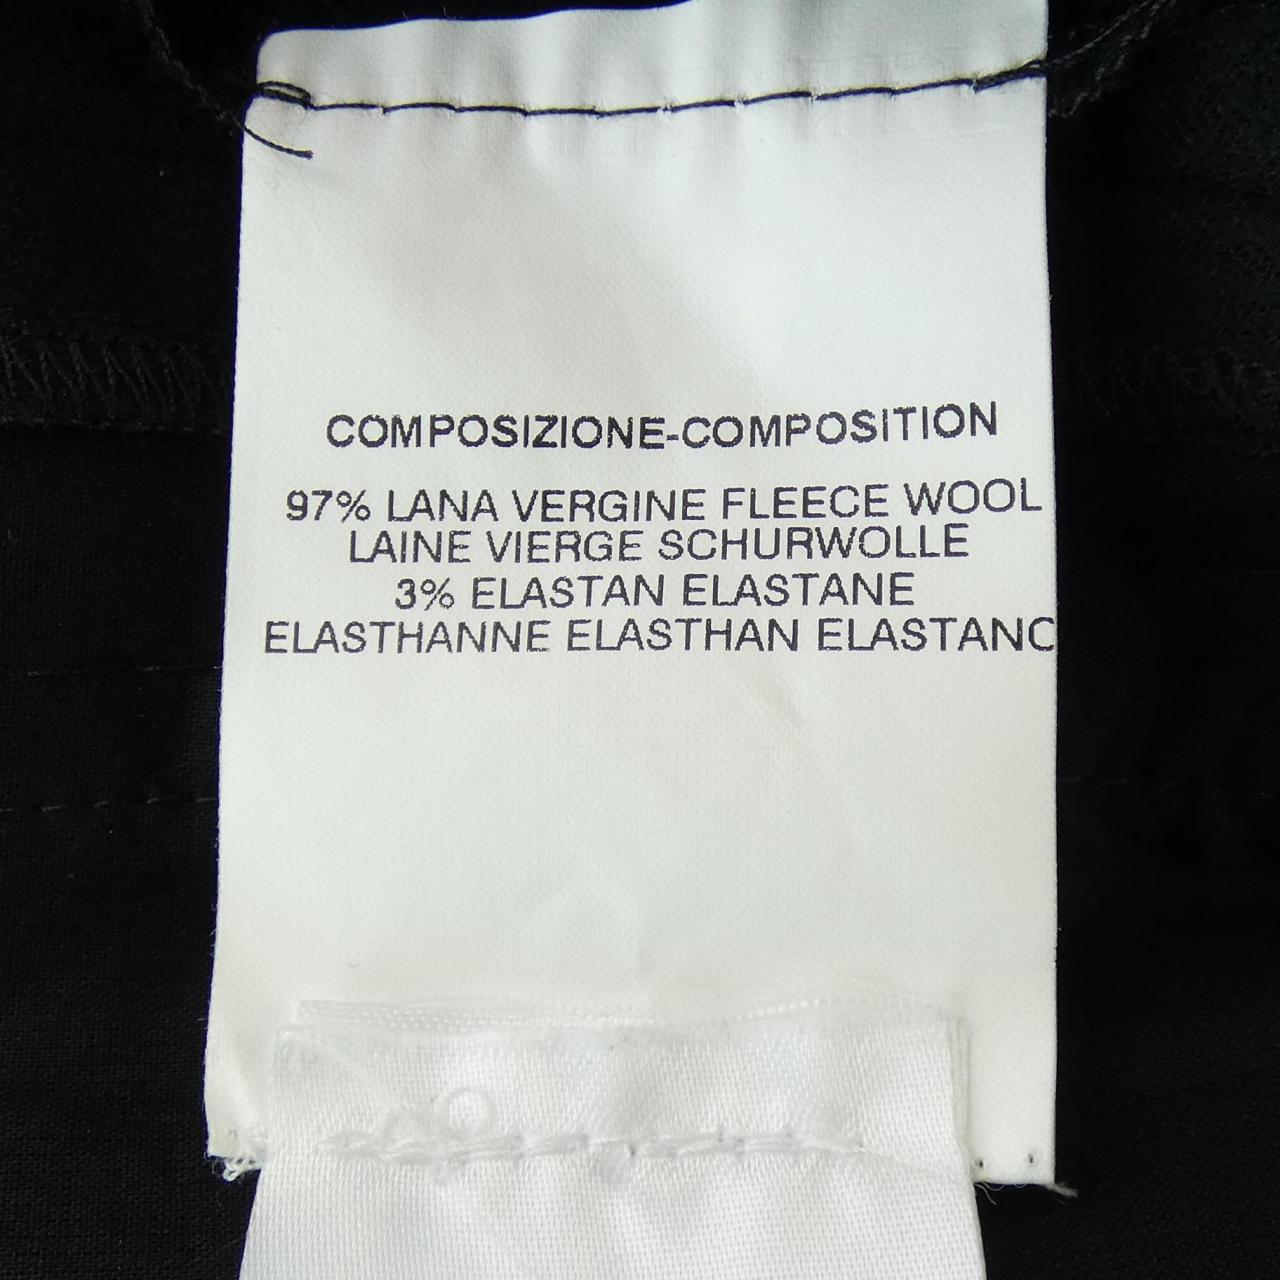 COMPOSIZIONE-COMPOSITION
97% LANA VERGINE FLEECE WOOL
LAINE VIERGE SCHURWOLLE
3% ELASTAN ELASTANE
ELASTHANNE ELASTHAN ELASTANO